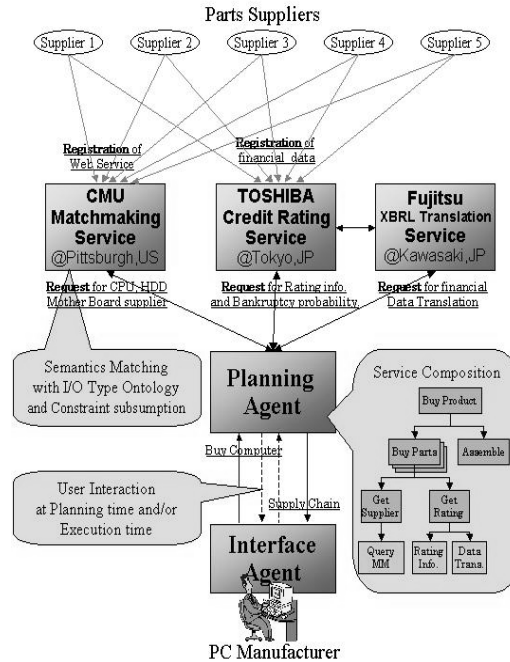 Parts Suppliers
Supplier 1
Supplier 2
Supplier 3
Supplier 4
Supplier 5
Registration of
Web Service
Registration of
financial data
CMU
Matchmaking
Service
@Pittsburgh,US
TOSHIBA
Credit Rating
Service
@Tokyo,JP
Fujitsu
XBRL Translation
Service
@Kawasaki,JP
Request for CPU, HDD
Mother Board supplier
Request for Rating info.
and Bankruptcy probability,
Request for financial
Data Translation
Semantics Matching
with I/O Type Ontology
and Constraint subsumption
Planning
Agent
Service Composition
Buy Product
Buy Parts
Assemble
Get
Supplier
Get
Rating
Query
MM
Rating
Info.
Data
Trans.
Buy Computer
User Interaction
at Planning time and/or
Execution time
Supply Chain
Interface
Agent
PC Manufacturer